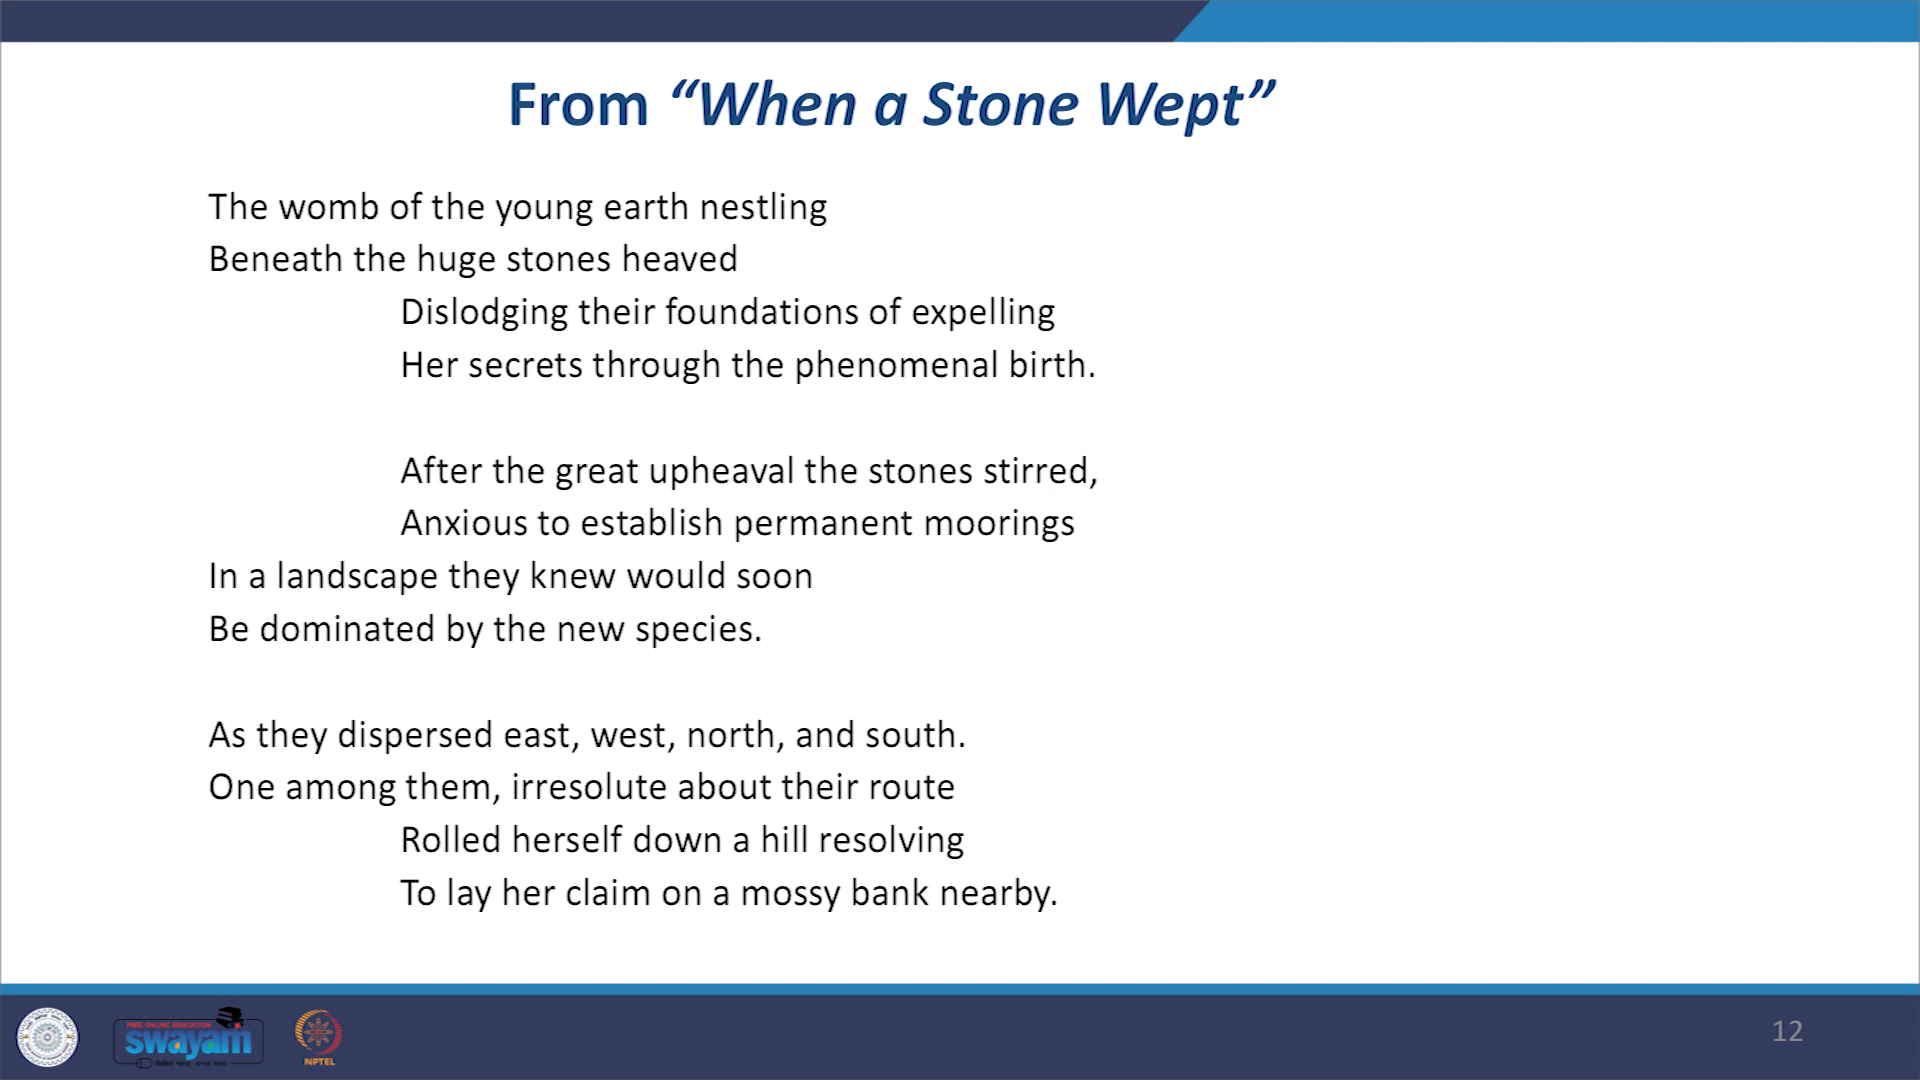 From “When a Stone Wept”
The womb of the young earth nestling
Beneath the huge stones heaved
Dislodging their foundations of expelling
Her secrets through the phenomenal birth.
After the great upheaval the stones stirred,
Anxious to establish permanent moorings
In a landscape they knew would soon
Be dominated by the new species.
As they dispersed east, west, north, and south.
One among them, irresolute about their route
Rolled herself down a hill resolving
To lay her claim on a mossy bank nearby.
FREE ONLINE EDUCATION
swayam
NPTEL
12